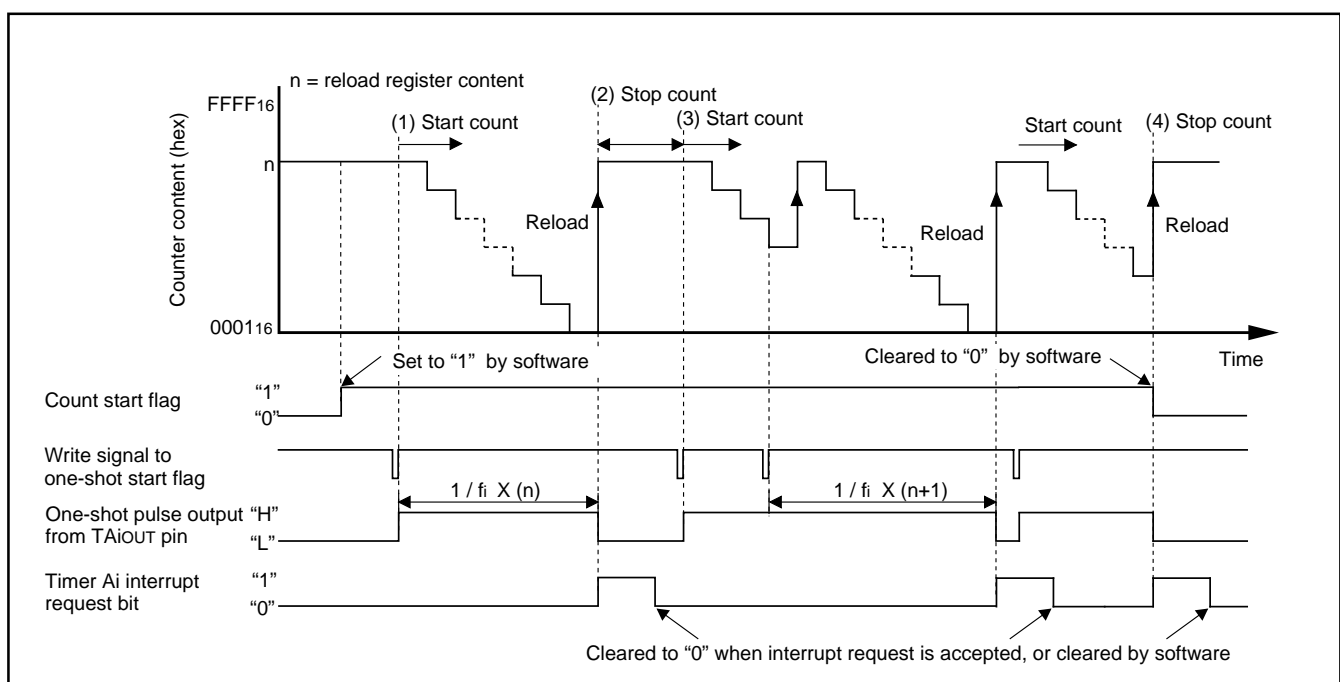 n = reload register content
FFFF16
(2) Stop count
(1) Start count
(3) Start count
Start count
(4) Stop count
Counter content (hex)
n
Reload
Reload
Reload
000116
Time
Set to “1” by software
Cleared to “0” by software
Count start flag
“1”
“0”
Write signal to
one-shot start flag
1 / fi X (n)
1 / fi X (n+1)
One-shot pulse output
from TAiOUT pin
“H”
“L”
Timer Ai interrupt
request bit
“1”
“0”
Cleared to “0” when interrupt request is accepted, or cleared by software